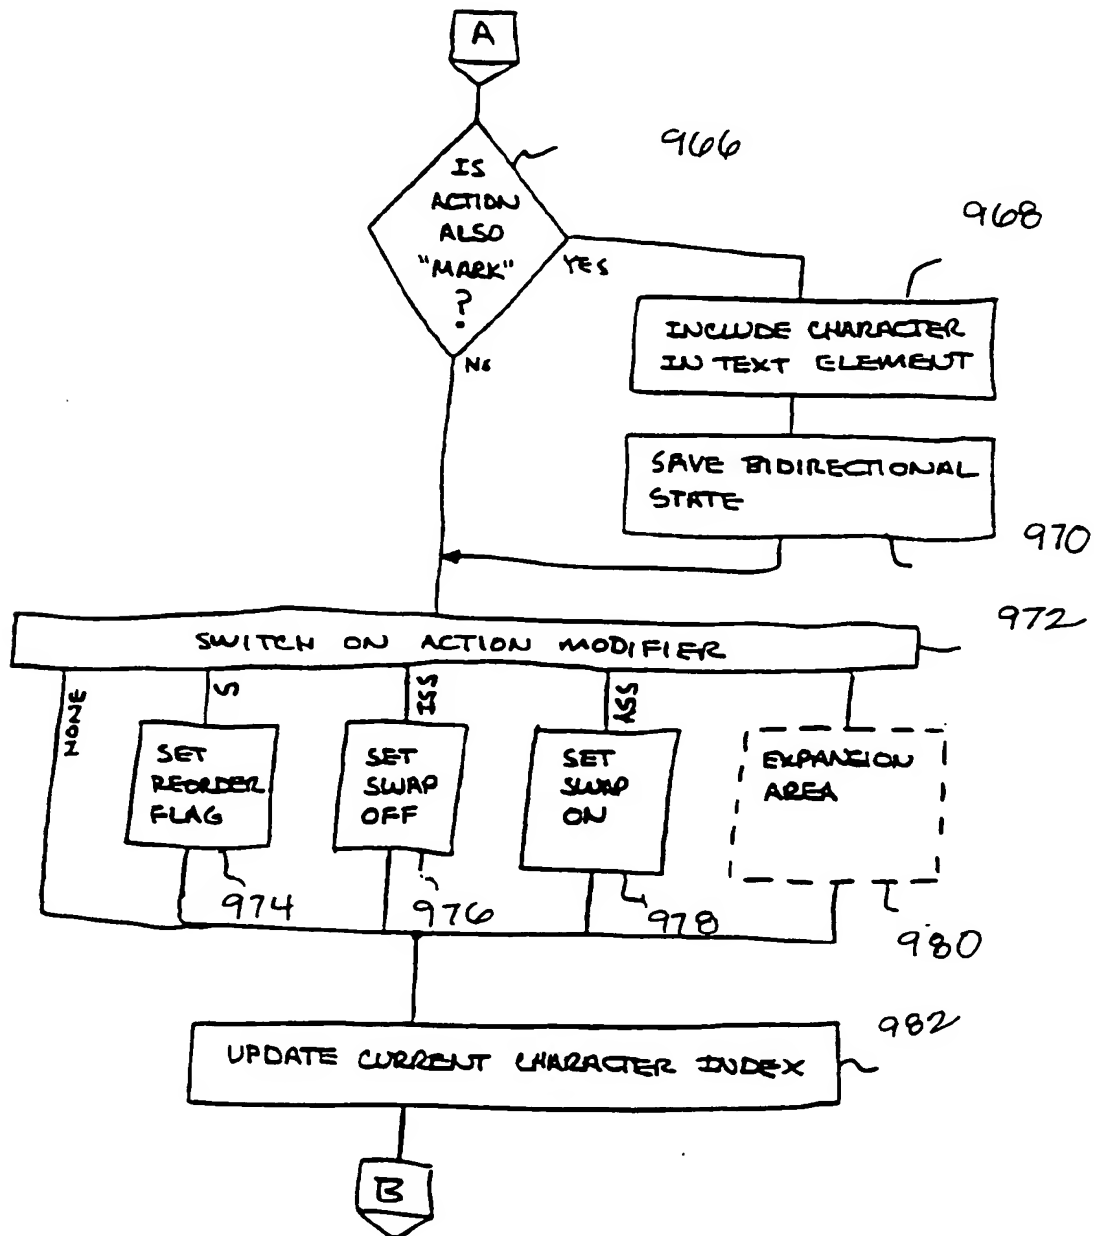 A
966
IS
ACTION
ALSO
"MARK"
?
YES
NO
968
INCLUDE CHARACTER
IN TEXT ELEMENT
SAVE BIDIRECTIONAL
STATE
970
972
SWITCH ON ACTION MODIFIER
NONE
S
ISS
ASS
SET
REORDER
FLAG
SET
SWAP
OFF
SET
SWAP
ON
EXPANSION
AREA
974
976
978
980
982
UPDATE CURRENT CHARACTER INDEX
B